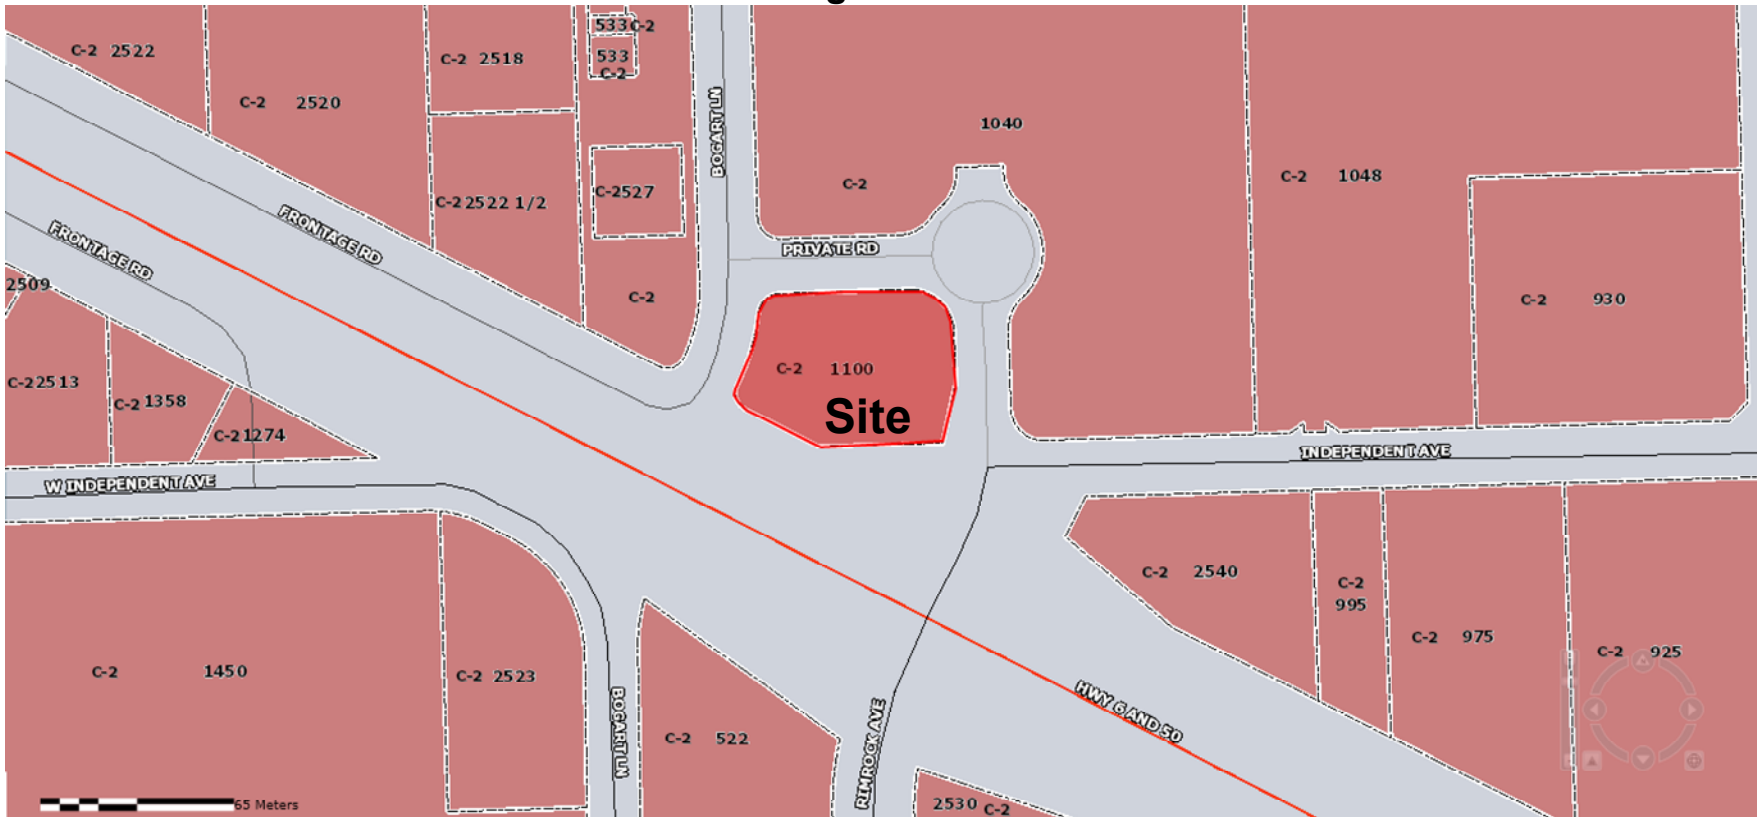 g
C-2 2522
C-2 2520
C-2 2518
533 C-2
533
C-2
BOGART LN
1040
C-2
C-2 1048
C-2 2527
C-2 2522 1/2
FRONTAGE RD
FRONTAGE RD
PRIVATE RD
2509
C-2
C-2 930
C-2 1100
Site
C-2 2513
C-2 1358
C-2 1274
INDEPENDENT AVE
W INDEPENDENT AVE
C-2 2540
C-2
995
C-2 975
C-2 925
C-2 1450
C-2 2523
BOGART LN
C-2 522
RIMROCK AVE
HWY 6 AND 50
2530 C-2
65 Meters